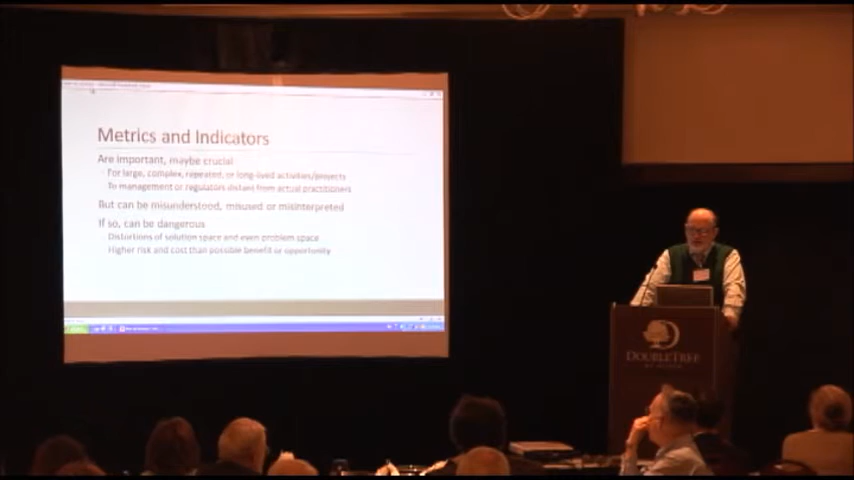 Metrics and Indicators
Are important, maybe crucial
For large, complex, repeated, or long-lived activities/projects
To management or regulators distant from actual practitioners
But can be misunderstood, misused or misinterpreted
If so, can be dangerous
Distortions of solution space and even problem space
Higher risk and cost than possible benefit or opportunity
D
DOUBLETREE
BY HILTON